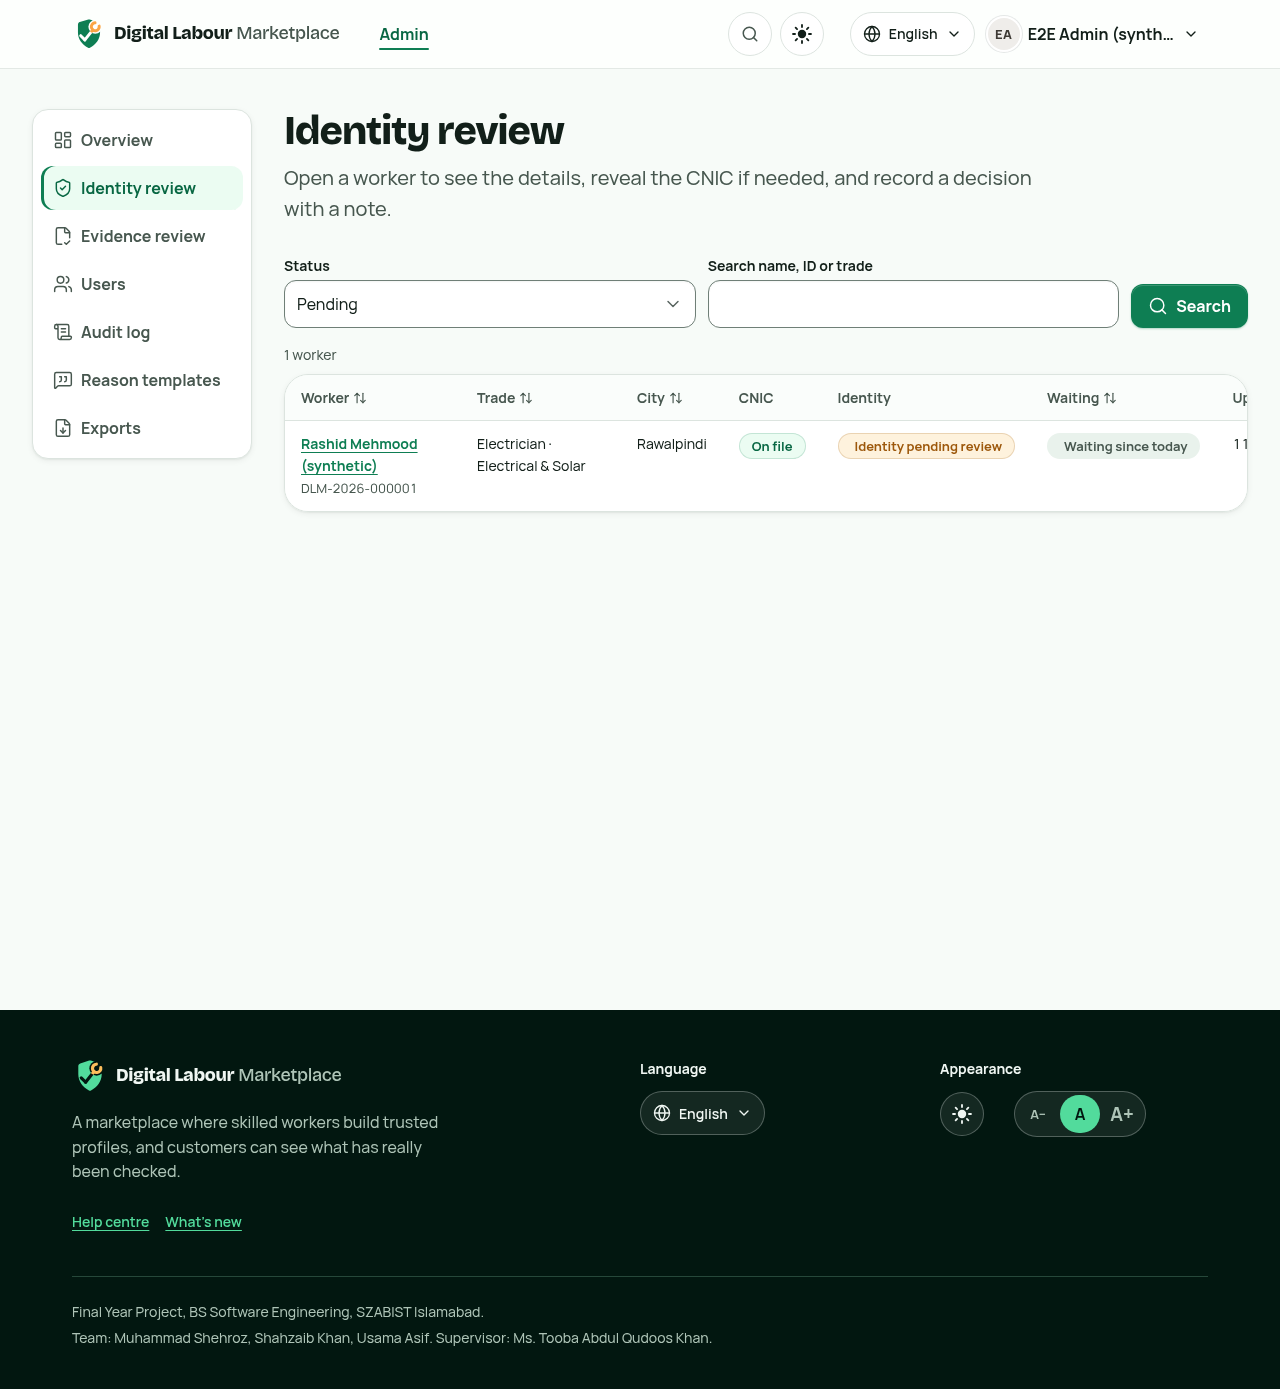 Digital Labour Marketplace
Admin
English
EA
E2E Admin (synth...
Overview
Identity review
Evidence review
Users
Audit log
Reason templates
Exports
Identity review
Open a worker to see the details, reveal the CNIC if needed, and record a decision
with a note.
Status
Search name, ID or trade
Pending
Search
1 worker
Worker
Trade
City
CNIC
Identity
Waiting
Rashid Mehmood
(synthetic)
DLM-2026-000001
Electrician ·
Electrical & Solar
Rawalpindi
On file
Identity pending review
Waiting since today
Digital Labour Marketplace
A marketplace where skilled workers build trusted
profiles, and customers can see what has really
been checked.
Help centre
What's new
Language
English
Appearance
A−
A
A+
Final Year Project, BS Software Engineering, SZABIST Islamabad.
Team: Muhammad Shehroz, Shahzaib Khan, Usama Asif. Supervisor: Ms. Tooba Abdul Qudoos Khan.